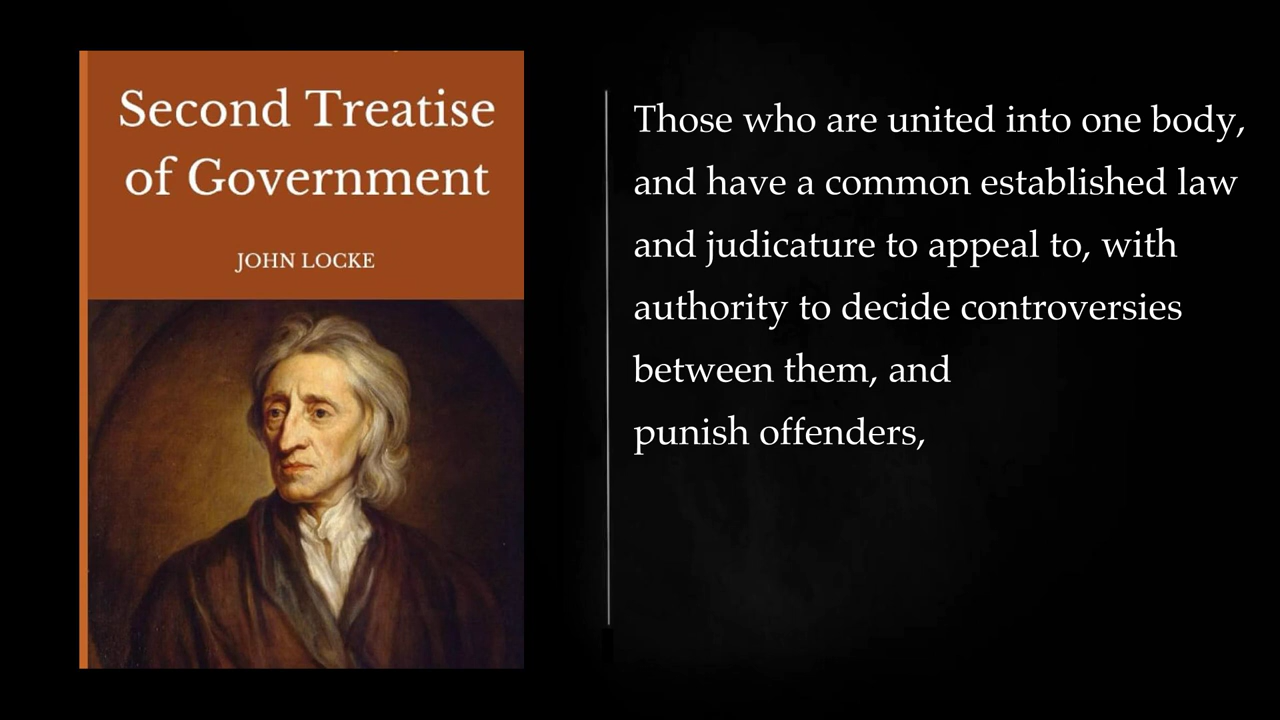 Second Treatise
of Government
JOHN LOCKE
Those who are united into one body,
and have a common established law
and judicature to appeal to, with
authority to decide controversies
between them, and
punish offenders,